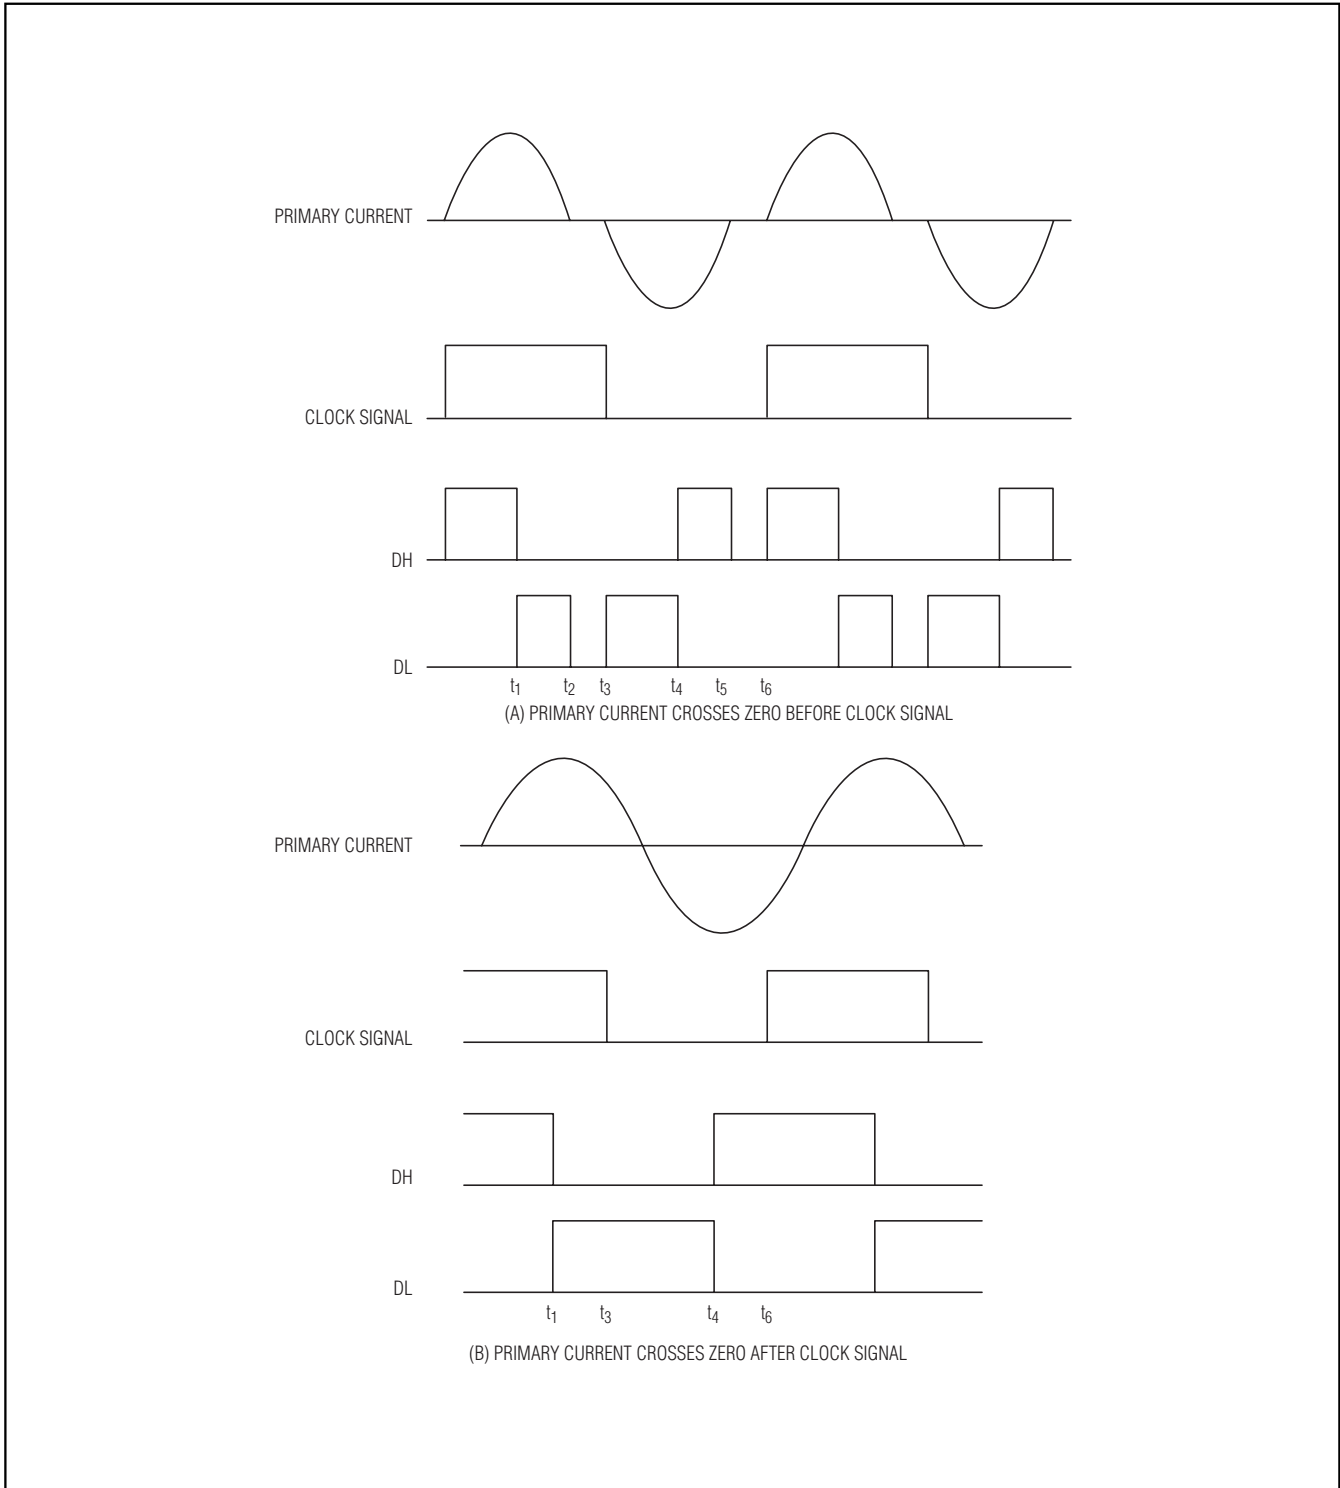 PRIMARY CURRENT
CLOCK SIGNAL
DH
DL
t1 t2 t3 t4 t5 t6
(A) PRIMARY CURRENT CROSSES ZERO BEFORE CLOCK SIGNAL
PRIMARY CURRENT
CLOCK SIGNAL
DH
DL
t1 t3 t4 t6
(B) PRIMARY CURRENT CROSSES ZERO AFTER CLOCK SIGNAL